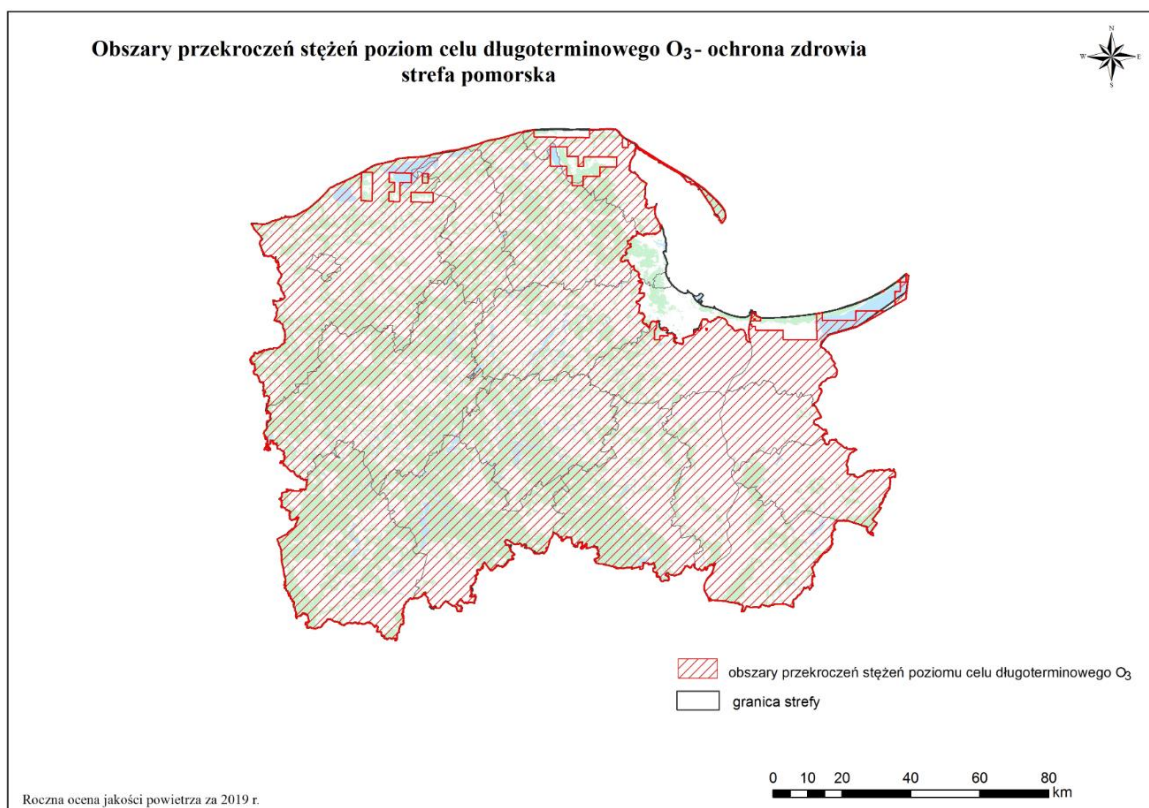 Obszary przekroczeń stężeń poziom celu długoterminowego O₃ - ochrona zdrowia
strefa pomorska
N
W E
S
obszary przekroczeń stężeń poziomu celu długoterminowego O₃
granica strefy
0 5 10 20 40 60 80
km
Roczna ocena jakości powietrza za 2019 r.